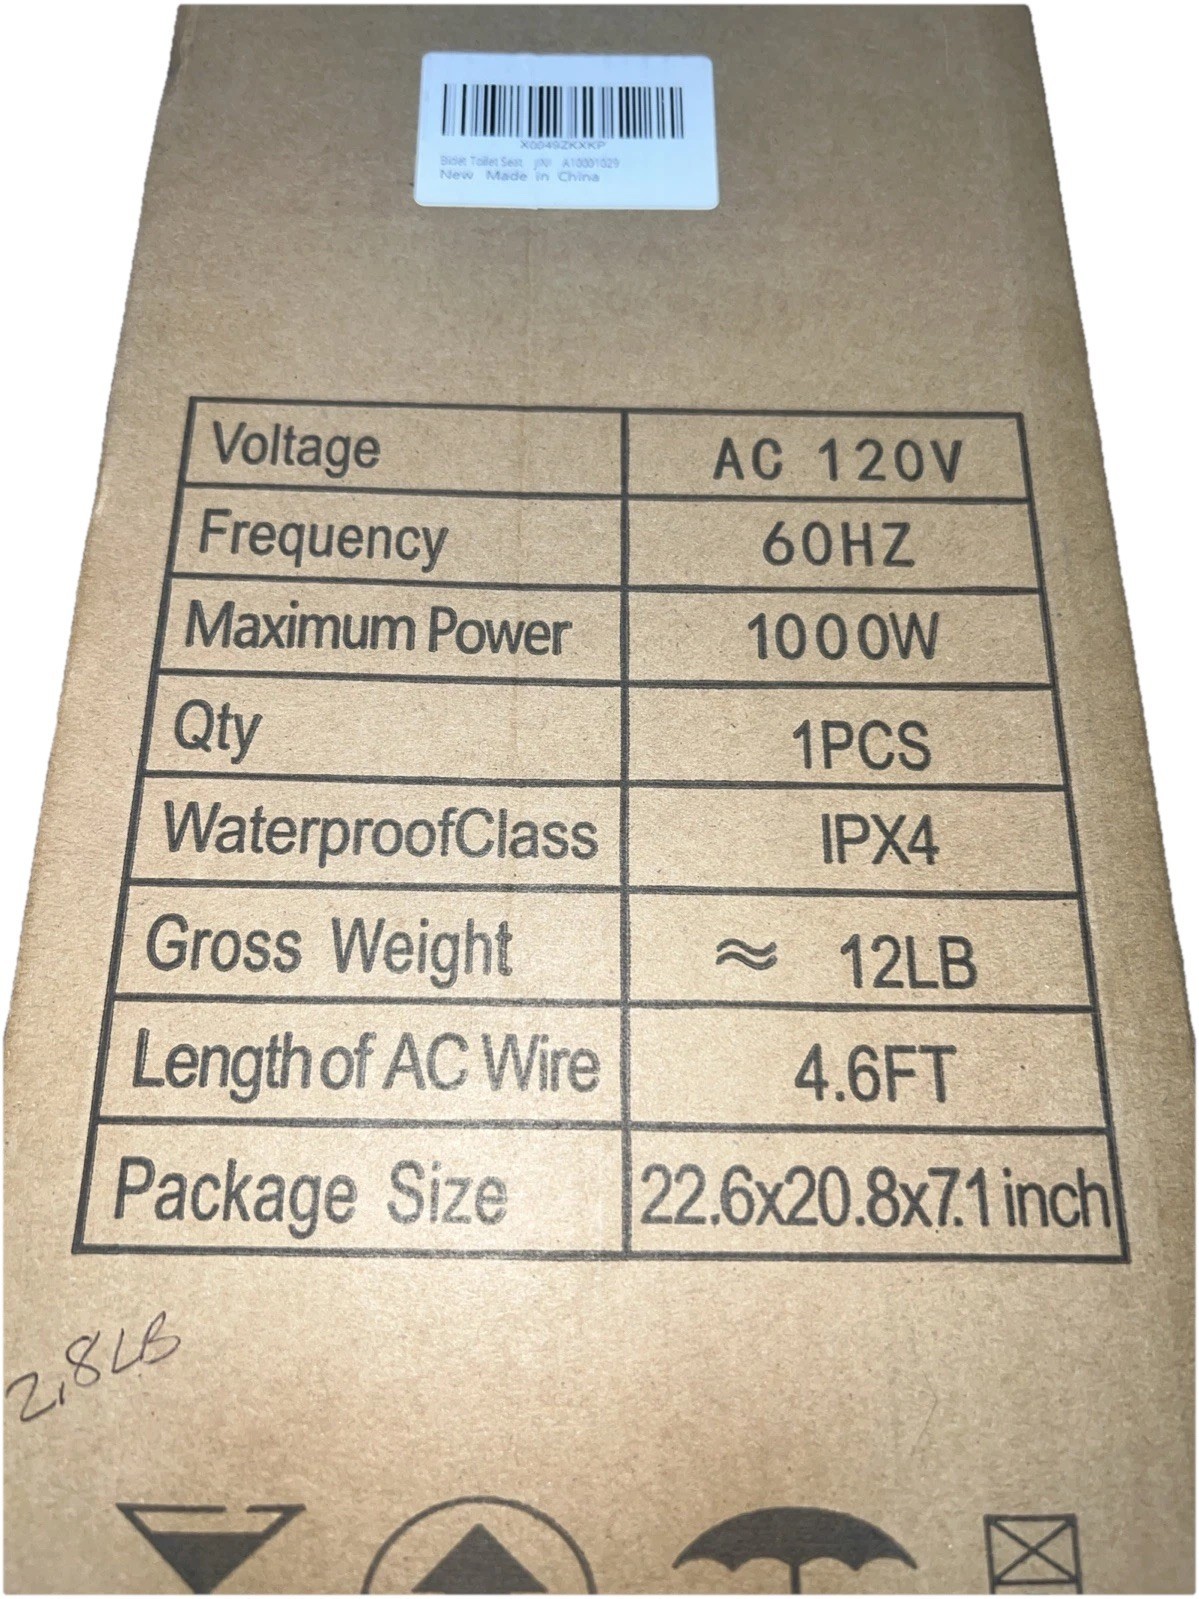 X0049ZKXKP
Bidet Toilet Seat A10001029
New Made in China
Voltage AC 120V
Frequency 60HZ
Maximum Power 1000W
Qty 1PCS
WaterproofClass IPX4
Gross Weight ≈ 12LB
Length of AC Wire 4.6FT
Package Size 22.6x20.8x7.1 inch
2,8LB